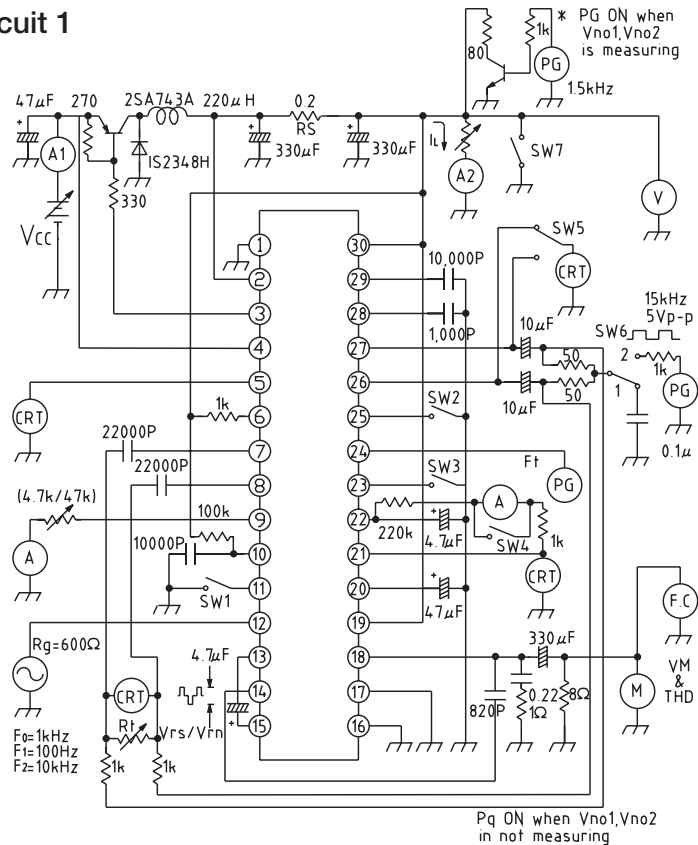 cuit 1
* PG ON when
Vno1,Vno2
is measuring
1k
80
PG
1.5kHz
47μF 270 2SA743A 220μH 0.2
RS
+ + +
A1
IS2348H
330μF
330μF
IL
A2
SW7
V
330
Vcc
SW5
CRT
1 30
2 29
3 28
4 27
5 26
6 25
7 24
8 23
9 22
10 21
11 20
12 19
13 18
14 17
15 16
10,000P
1,000P
15kHz
5Vp-p
10μF
SW6
2
1k
50
50
1
PG
10μF
0.1μ
CRT
1k
SW2
22000P
22000P
SW3
Ft
PG
A
(4.7k/47k)
100k
220k
+
4.7μF
SW4
1k
A
10000P
CRT
SW1
+
47μF
Rg=600Ω
4.7μF
330μF
F.C
VM
&
THD
M
CRT
Rt
Vrs/Vrn
+
820P
0.22
1Ω
8Ω
F0=1kHz
F1=100Hz
F2=10kHz
1k 1k
Pq ON when Vno1,Vno2
in not measuring